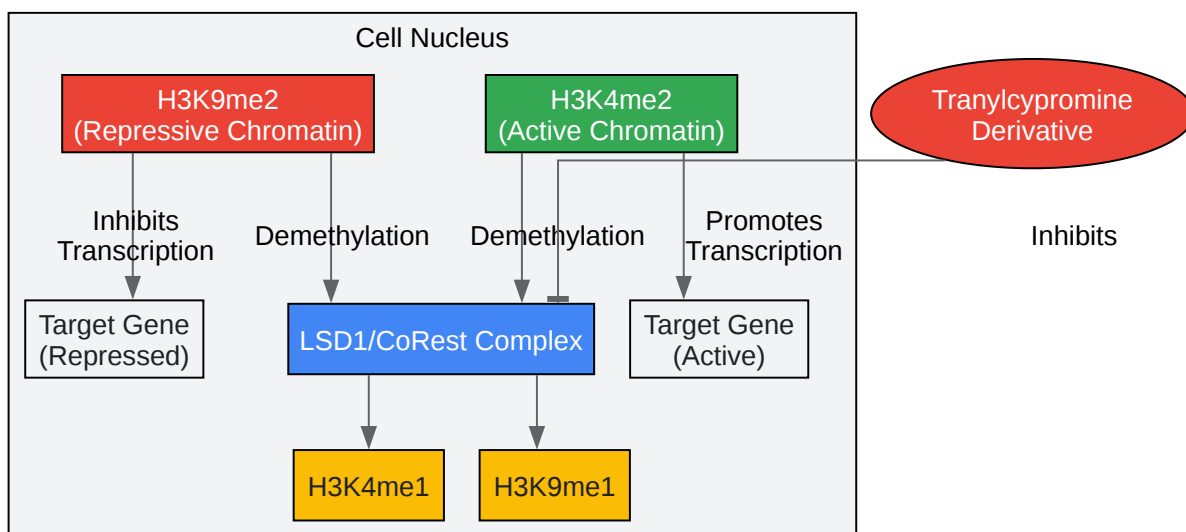 Cell Nucleus
H3K9me2
(Repressive Chromatin)
H3K4me2
(Active Chromatin)
Tranylcypromine
Derivative
Inhibits
Transcription
Demethylation
Demethylation
Promotes
Transcription
Inhibits
Target Gene
(Repressed)
LSD1/CoRest Complex
Target Gene
(Active)
H3K4me1
H3K9me1